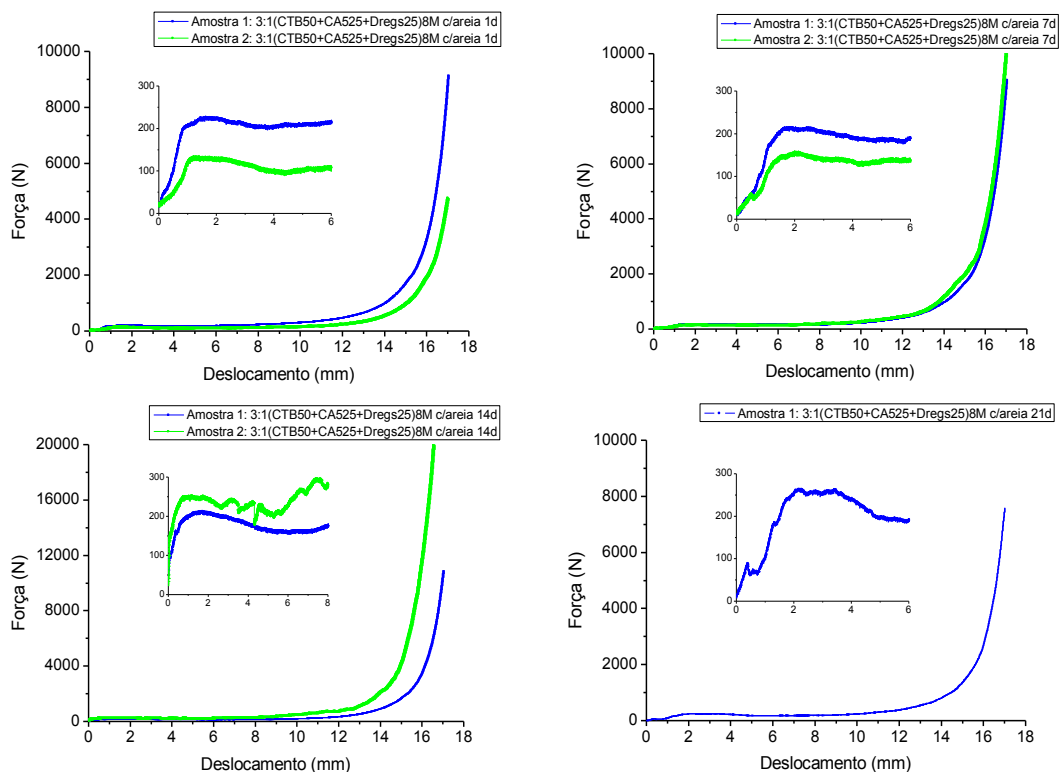 Amostra 1: 3:1(CTB50+CA525+Dregs25)8M c/areia 1d
Amostra 2: 3:1(CTB50+CA525+Dregs25)8M c/areia 1d
10000
8000
6000
4000
2000
0
Força (N)
300
200
100
0
0 2 4 6
0 2 4 6 8 10 12 14 16 18
Deslocamento (mm)
Amostra 1: 3:1(CTB50+CA525+Dregs25)8M c/areia 7d
Amostra 2: 3:1(CTB50+CA525+Dregs25)8M c/areia 7d
10000
8000
6000
4000
2000
0
Força (N)
300
200
100
0
0 2 4 6
0 2 4 6 8 10 12 14 16 18
Deslocamento (mm)
Amostra 1: 3:1(CTB50+CA525+Dregs25)8M c/areia 14d
Amostra 2: 3:1(CTB50+CA525+Dregs25)8M c/areia 14d
20000
16000
12000
8000
4000
0
Força (N)
300
200
100
0
0 2 4 6 8
0 2 4 6 8 10 12 14 16 18
Deslocamento (mm)
Amostra 1: 3:1(CTB50+CA525+Dregs25)8M c/areia 21d
10000
8000
6000
4000
2000
0
Força (N)
300
200
100
0
0 2 4 6
0 2 4 6 8 10 12 14 16 18
Deslocamento (mm)